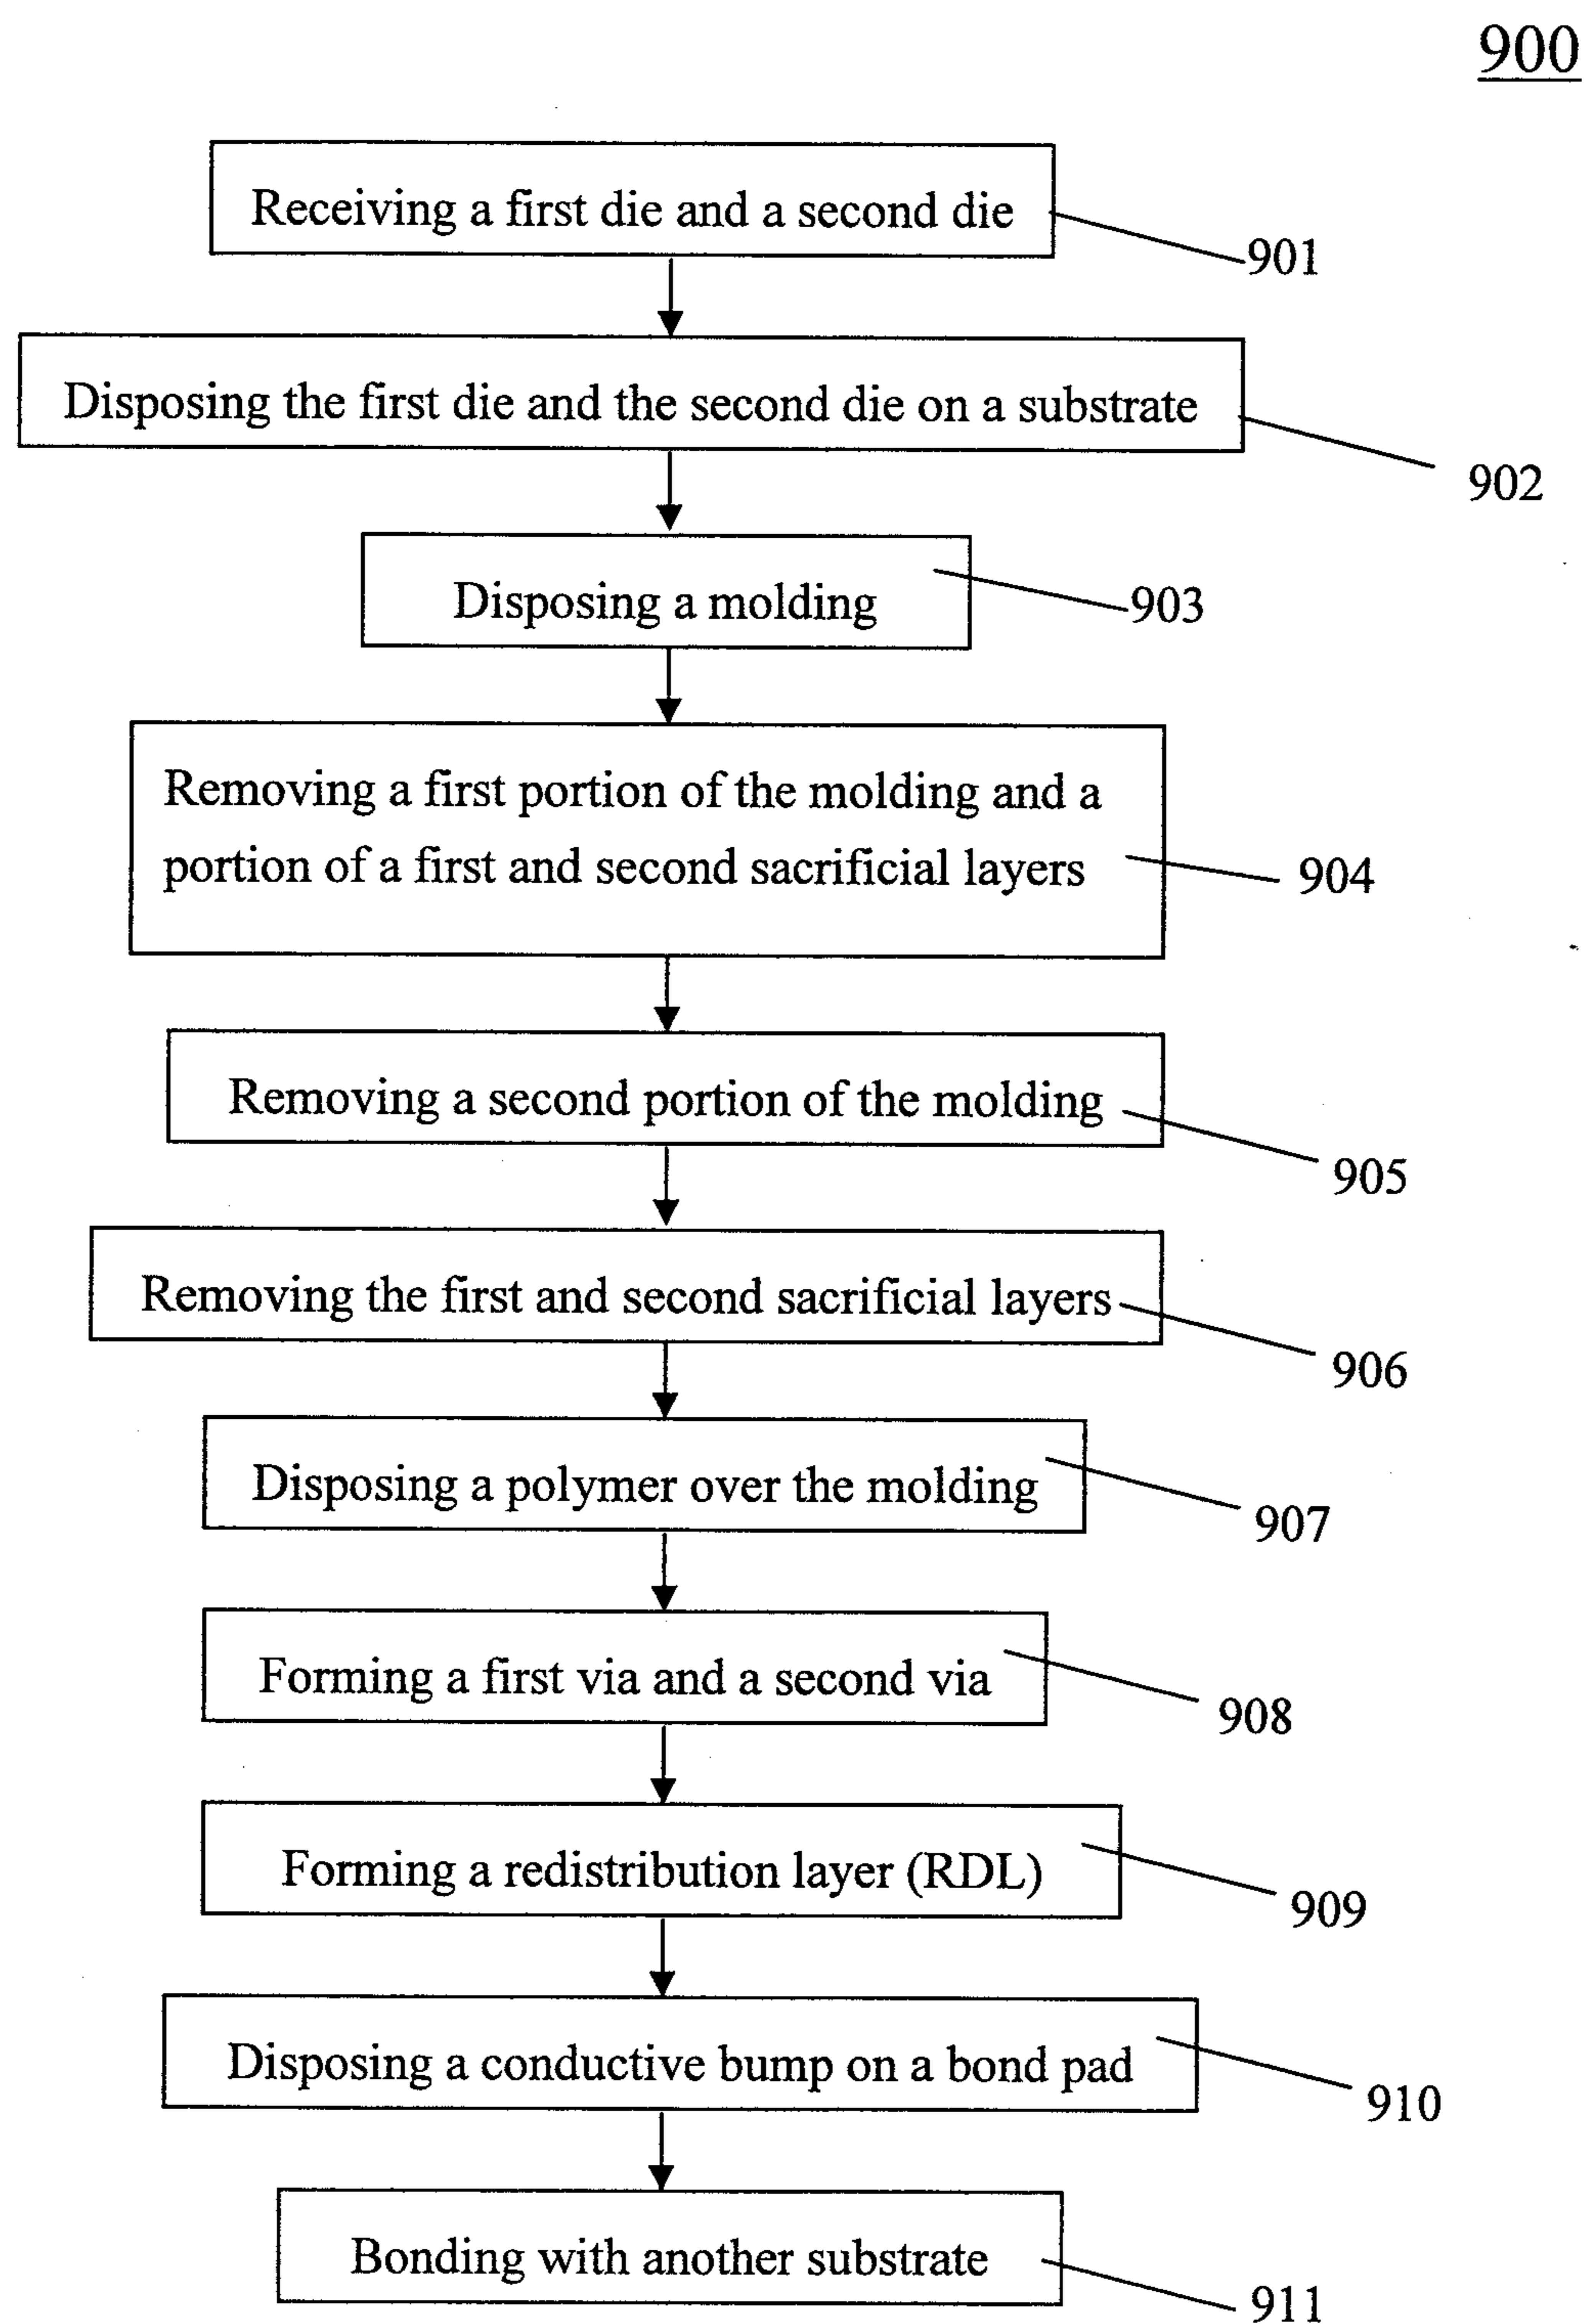 900
Receiving a first die and a second die
901
Disposing the first die and the second die on a substrate
902
Disposing a molding
903
Removing a first portion of the molding and a
portion of a first and second sacrificial layers
904
Removing a second portion of the molding
905
Removing the first and second sacrificial layers
906
Disposing a polymer over the molding
907
Forming a first via and a second via
908
Forming a redistribution layer (RDL)
909
Disposing a conductive bump on a bond pad
910
Bonding with another substrate
911